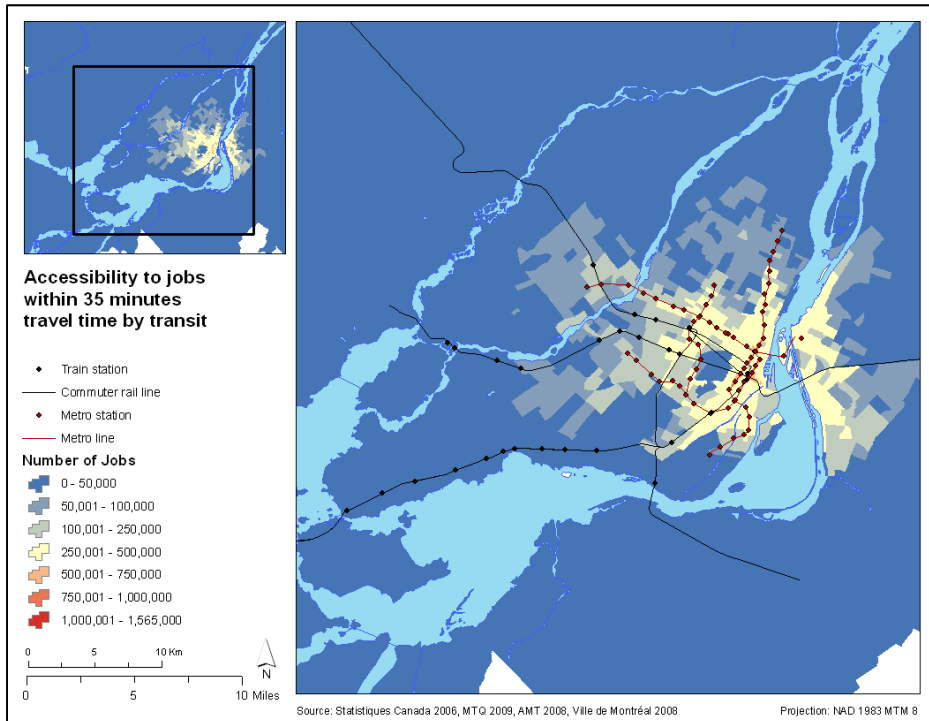 Accessibility to jobs
within 35 minutes
travel time by transit
Train station
Commuter rail line
Metro station
Metro line
Number of Jobs
0 - 50,000
50,001 - 100,000
100,001 - 250,000
250,001 - 500,000
500,001 - 750,000
750,001 - 1,000,000
1,000,001 - 1,565,000
0 5 10 Km
N
0 5 10 Miles
Source: Statistiques Canada 2006, MTQ 2009, AMT 2008, Ville de Montréal 2008
Projection: NAD 1983 MTM 8